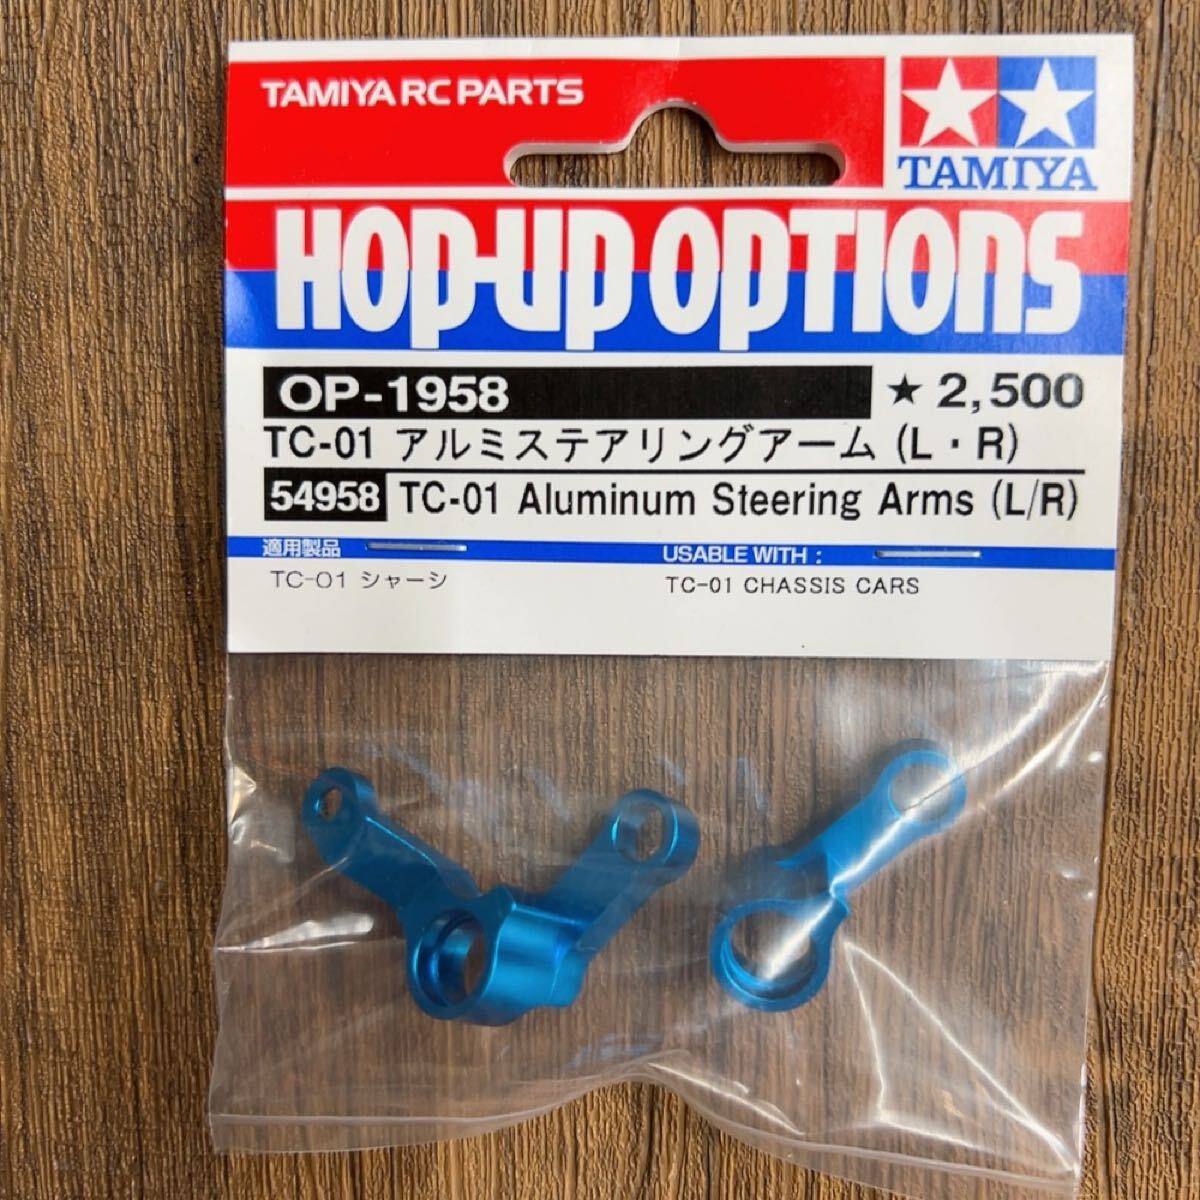 TAMIYA RC PARTS
TAMIYA
HOP-UP OPTIONS
OP-1958 ★ 2,500
TC-01 アルミステアリングアーム (L・R)
54958 TC-01 Aluminum Steering Arms (L/R)
適用製品 USABLE WITH :
TC-01 シャーシ TC-01 CHASSIS CARS